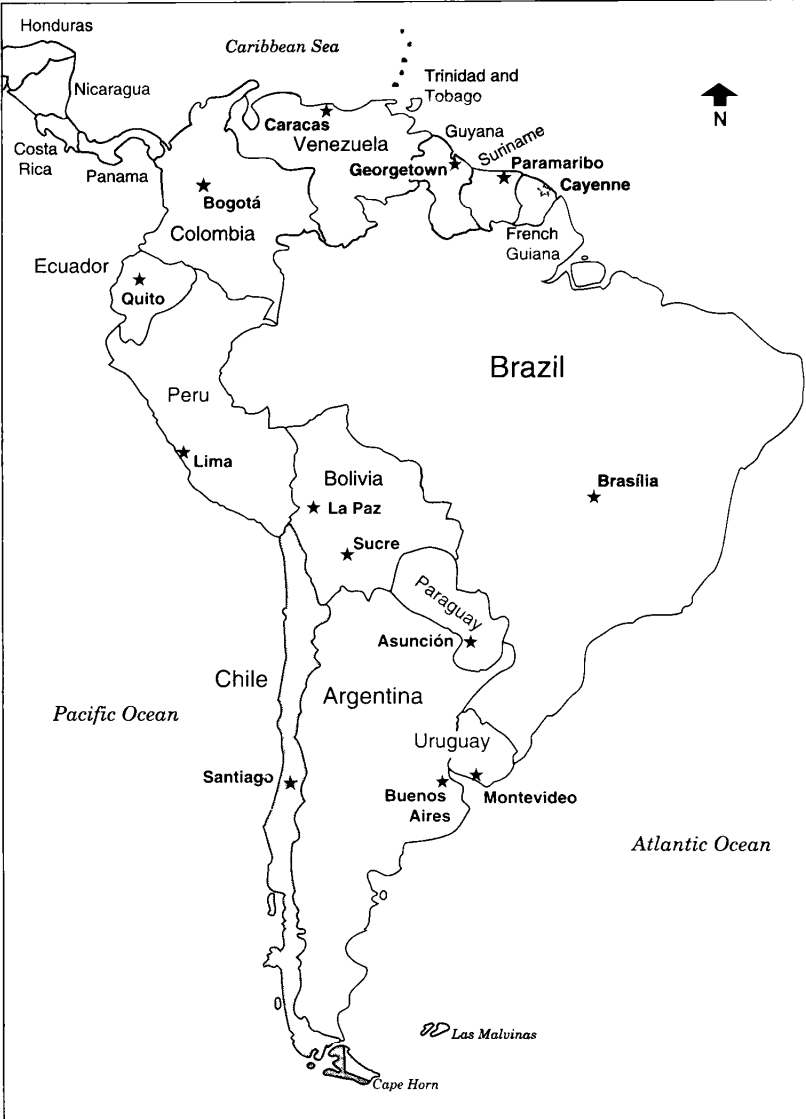 Honduras
Caribbean Sea
Nicaragua
Trinidad and
Tobago
N
Costa
Rica
Panama
Caracas
Venezuela
Guyana
Suriname
Georgetown
Paramaribo
Cayenne
Bogotá
Colombia
French
Guiana
Ecuador
Quito
Brazil
Peru
Lima
Bolivia
La Paz
Brasília
Sucre
Paraguay
Asunción
Chile
Argentina
Pacific Ocean
Uruguay
Santiago
Buenos
Aires
Montevideo
Atlantic Ocean
Las Malvinas
Cape Horn